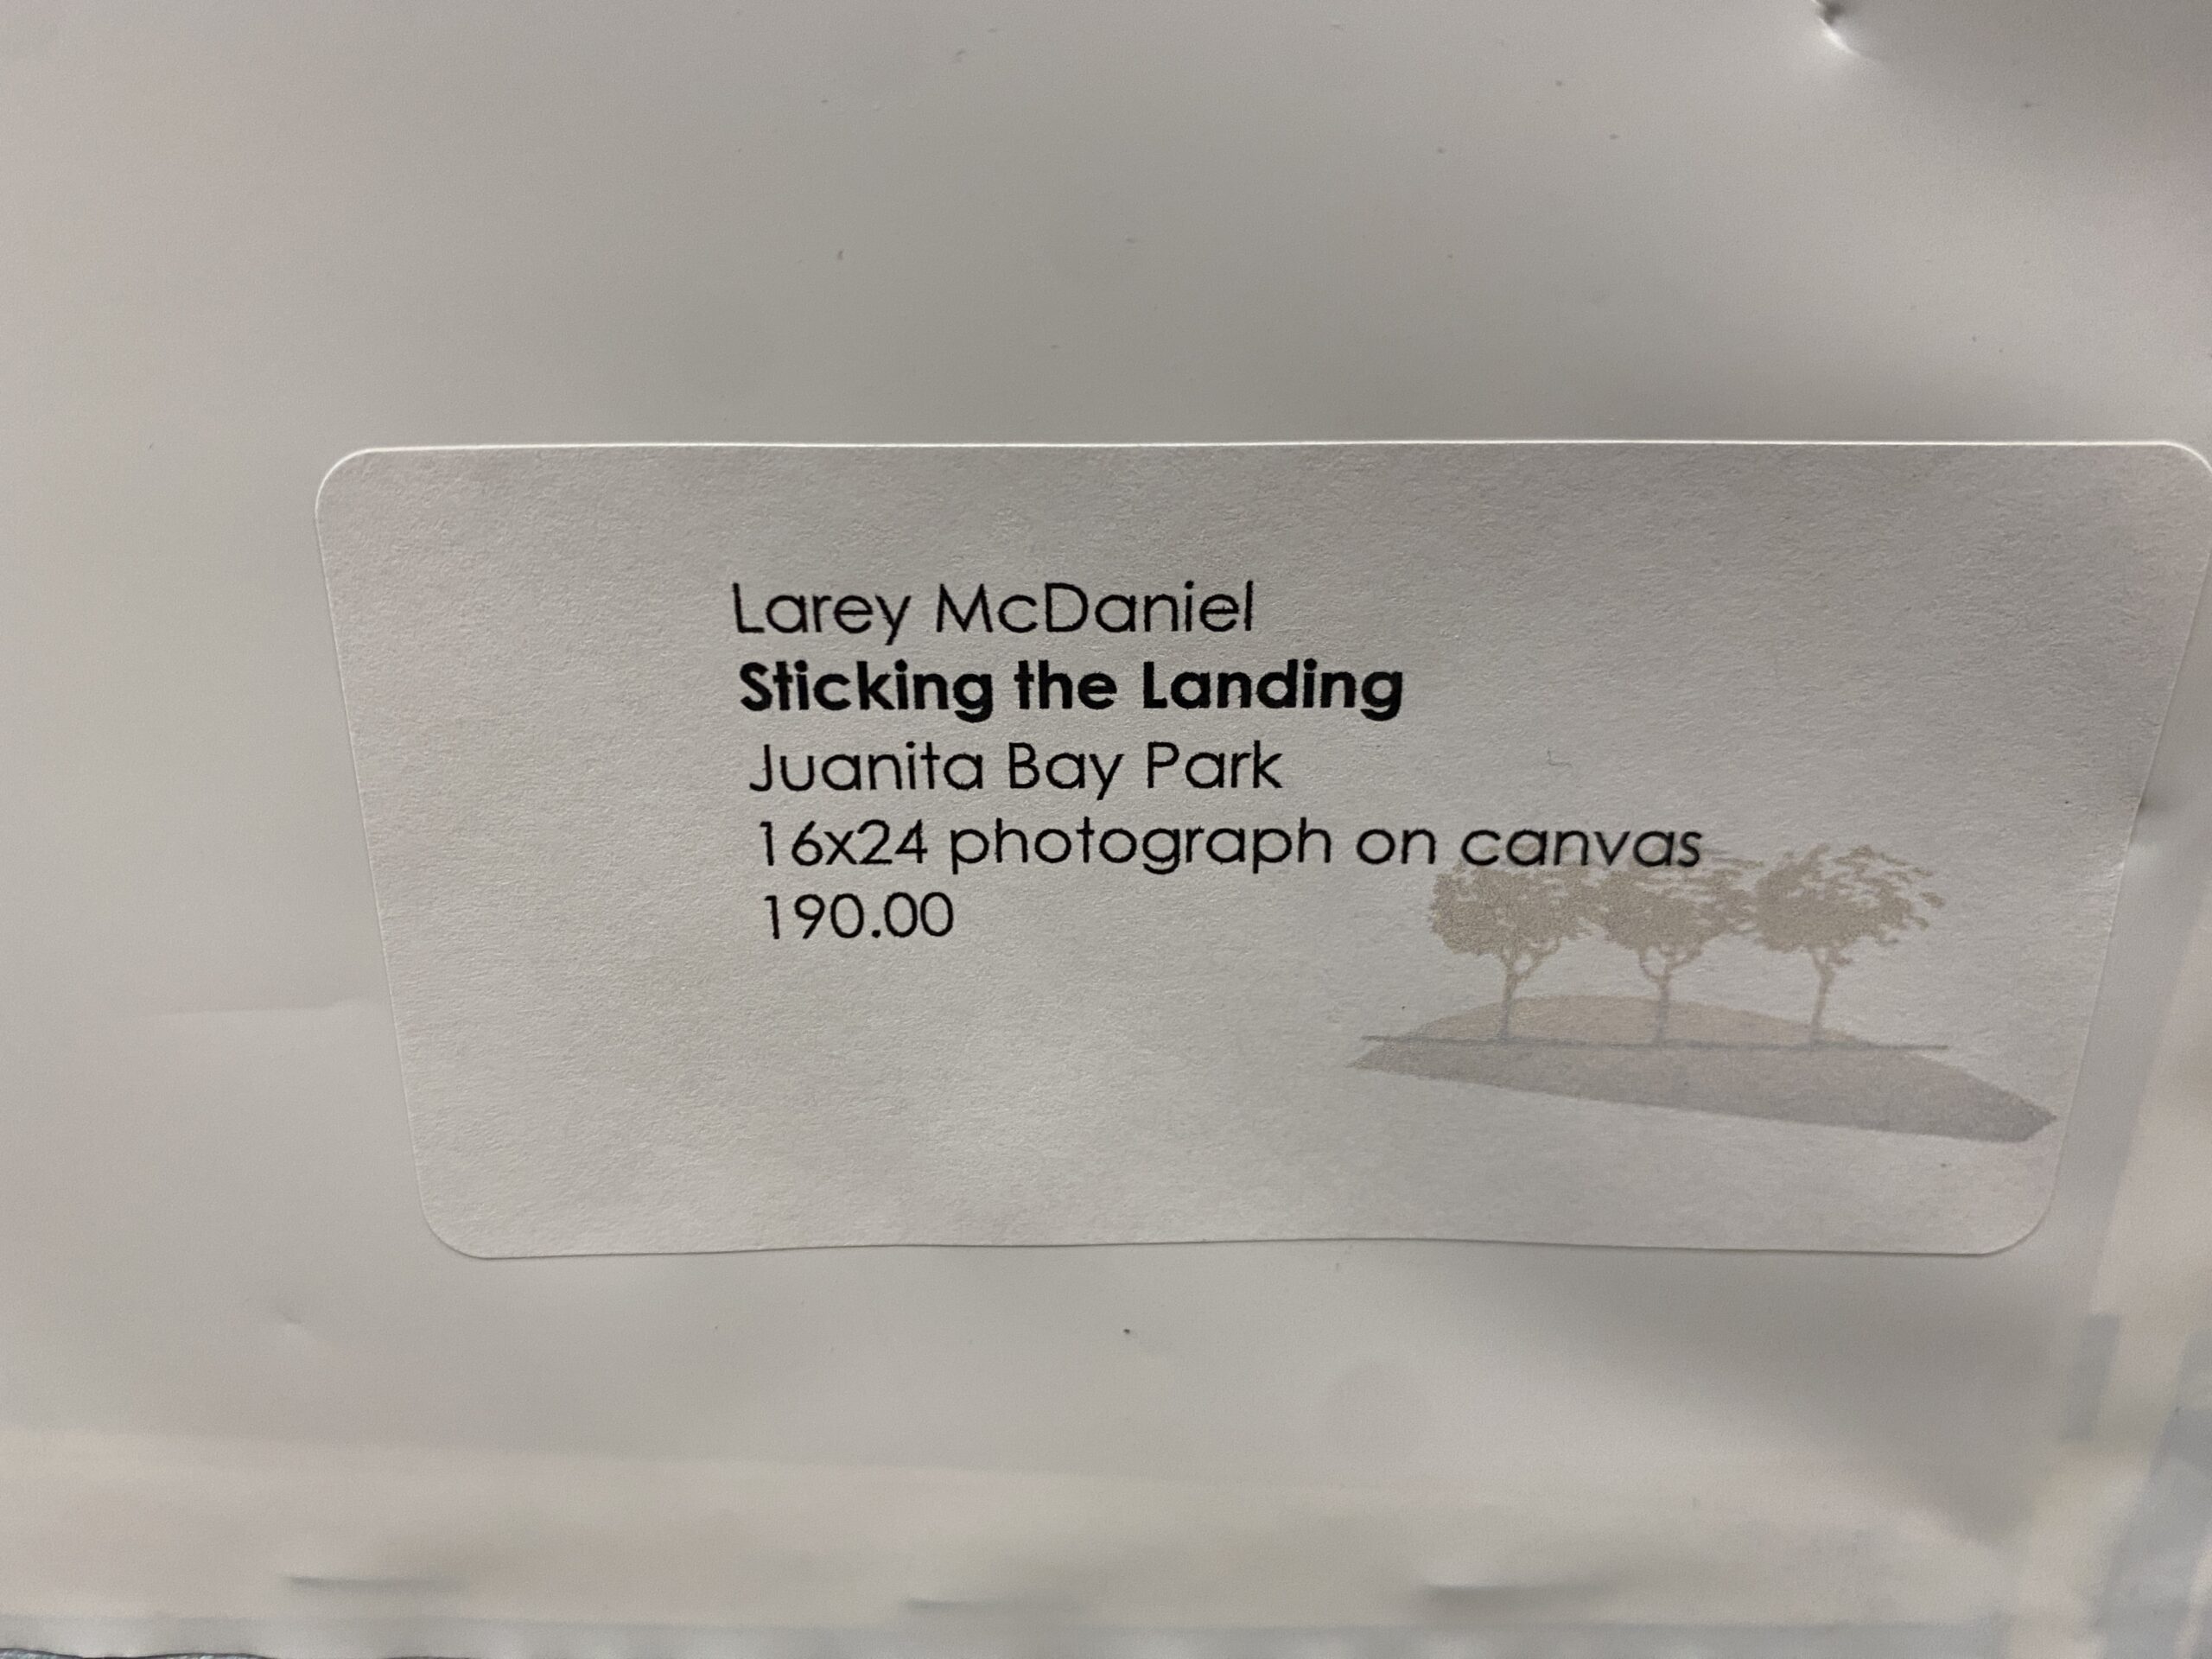 Larey McDaniel
Sticking the Landing
Juanita Bay Park
16x24 photograph on canvas
190.00